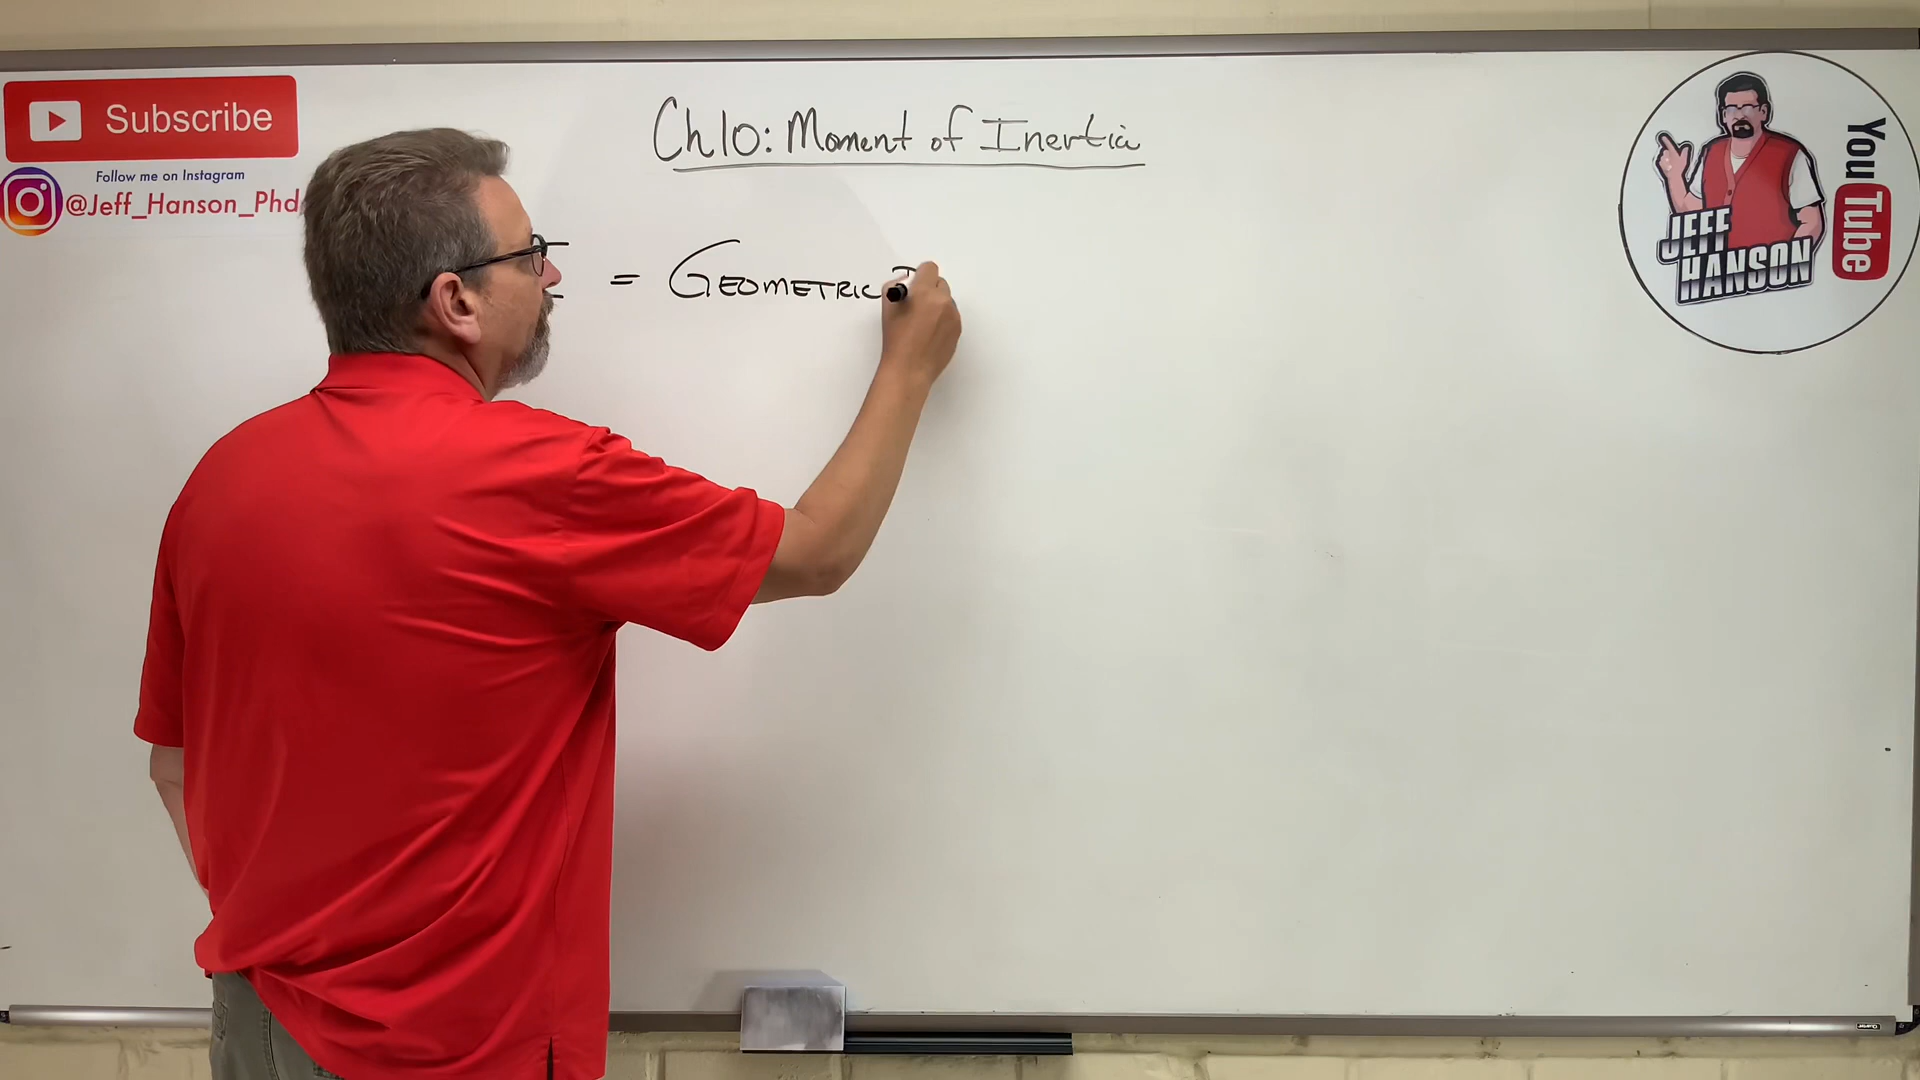 Subscribe
Follow me on Instagram
@Jeff_Hanson_Phd
Ch10: Moment of Inertia
= GEOMETRIC
JEFF
HANSON
YouTube